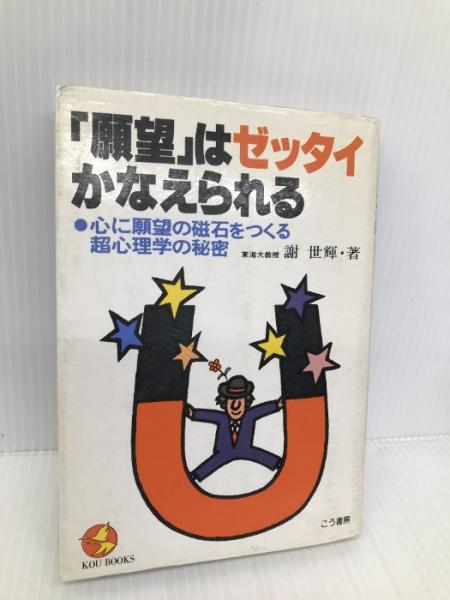 「願望」はゼッタイ
かなえられる
●心に願望の磁石をつくる
超心理学の秘密
東海大教授 謝 世輝・著
こう書房
KOU BOOKS